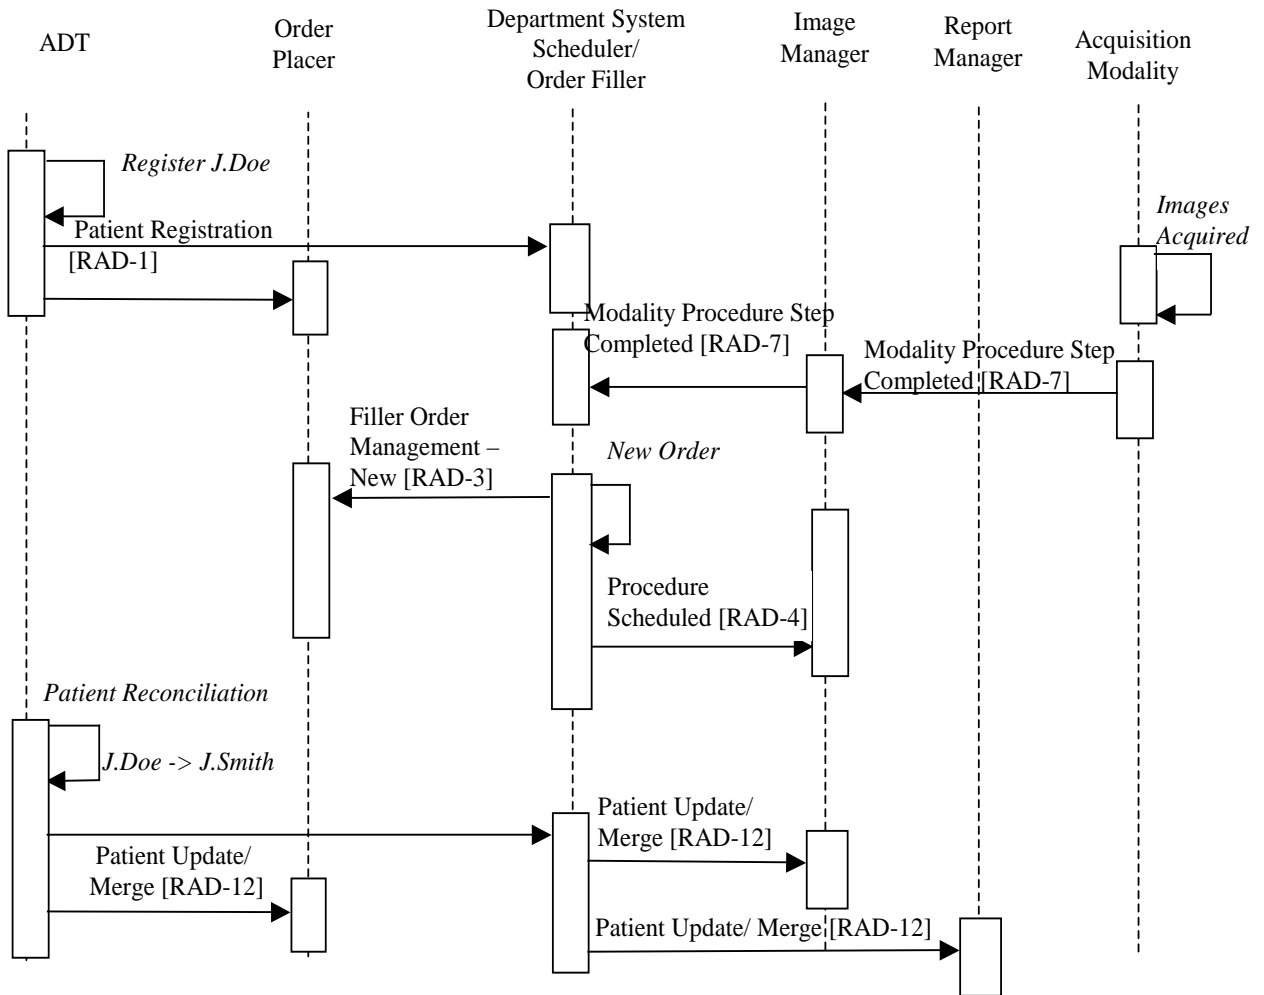 ADT
Order
Placer
Department System
Scheduler/
Order Filler
Image
Manager
Report
Manager
Acquisition
Modality
Register J.Doe
Patient Registration
[RAD-1]
Images
Acquired
Modality Procedure Step
Completed [RAD-7]
Modality Procedure Step
Completed [RAD-7]
Filler Order
Management –
New [RAD-3]
New Order
Procedure
Scheduled [RAD-4]
Patient Reconciliation
J.Doe -> J.Smith
Patient Update/
Merge [RAD-12]
Patient Update/
Merge [RAD-12]
Patient Update/ Merge [RAD-12]